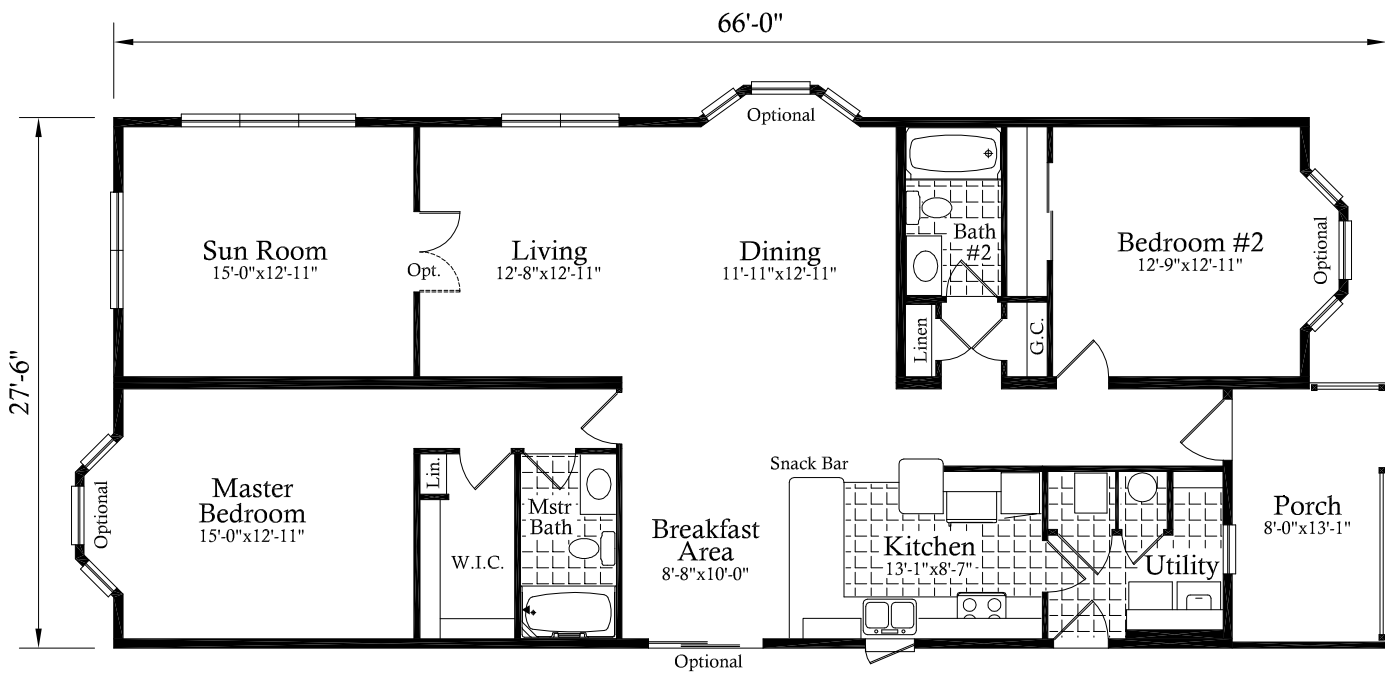 66'-0"
Optional
27'-6"
Sun Room
15'-0"x12'-11"
Opt.
Living
12'-8"x12'-11"
Dining
11'-11"x12'-11"
Bath
#2
Linen
G.C.
Bedroom #2
12'-9"x12'-11"
Optional
Optional
Master
Bedroom
15'-0"x12'-11"
Lin.
W.I.C.
Mstr
Bath
Breakfast
Area
8'-8"x10'-0"
Snack Bar
Kitchen
13'-1"x8'-7"
Utility
Porch
8'-0"x13'-1"
Optional